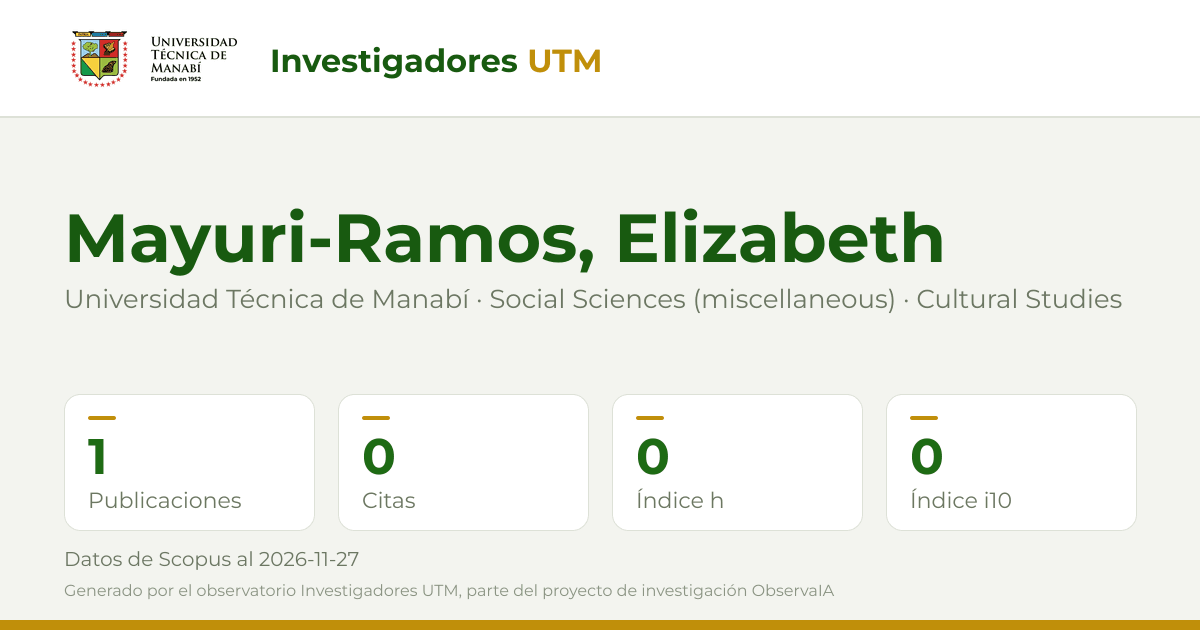 UNIVERSIDAD
TÉCNICA DE
MANABÍ
Fundada en 1952
Investigadores UTM
Mayuri-Ramos, Elizabeth
Universidad Técnica de Manabí · Social Sciences (miscellaneous) · Cultural Studies
1
Publicaciones
0
Citas
0
Índice h
0
Índice i10
Datos de Scopus al 2026-11-27
Generado por el observatorio Investigadores UTM, parte del proyecto de investigación ObservaIA